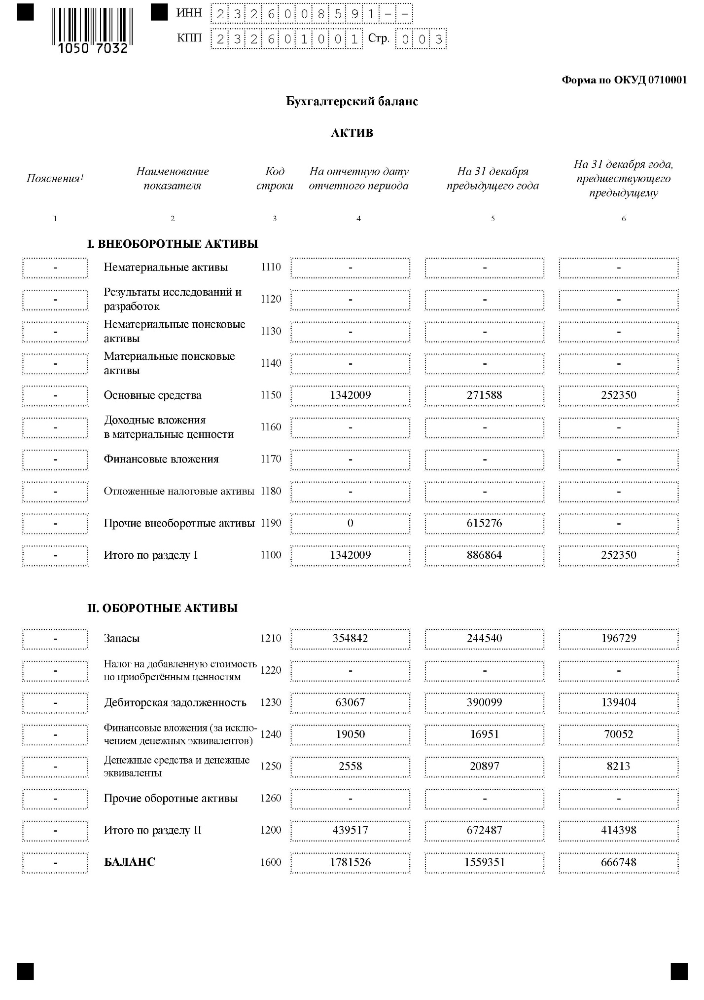 ИНН 2326008591--
КПП 232601001 Стр. 003
1050 7032
Форма по ОКУД 0710001
Бухгалтерский баланс
АКТИВ
Пояснения1 Наименование показателя Код строки На отчетную дату отчетного периода На 31 декабря предыдущего года На 31 декабря года, предшествующего предыдущему
1 2 3 4 5 6
I. ВНЕОБОРОТНЫЕ АКТИВЫ
- Нематериальные активы 1110 - - -
- Результаты исследований и разработок 1120 - - -
- Нематериальные поисковые активы 1130 - - -
- Материальные поисковые активы 1140 - - -
- Основные средства 1150 1342009 271588 252350
- Доходные вложения в материальные ценности 1160 - - -
- Финансовые вложения 1170 - - -
- Отложенные налоговые активы 1180 - - -
- Прочие внеоборотные активы 1190 0 615276 -
- Итого по разделу I 1100 1342009 886864 252350
II. ОБОРОТНЫЕ АКТИВЫ
- Запасы 1210 354842 244540 196729
- Налог на добавленную стоимость по приобретённым ценностям 1220 - - -
- Дебиторская задолженность 1230 63067 390099 139404
- Финансовые вложения (за исклю- чением денежных эквивалентов) 1240 19050 16951 70052
- Денежные средства и денежные эквиваленты 1250 2558 20897 8213
- Прочие оборотные активы 1260 - - -
- Итого по разделу II 1200 439517 672487 414398
- БАЛАНС 1600 1781526 1559351 666748